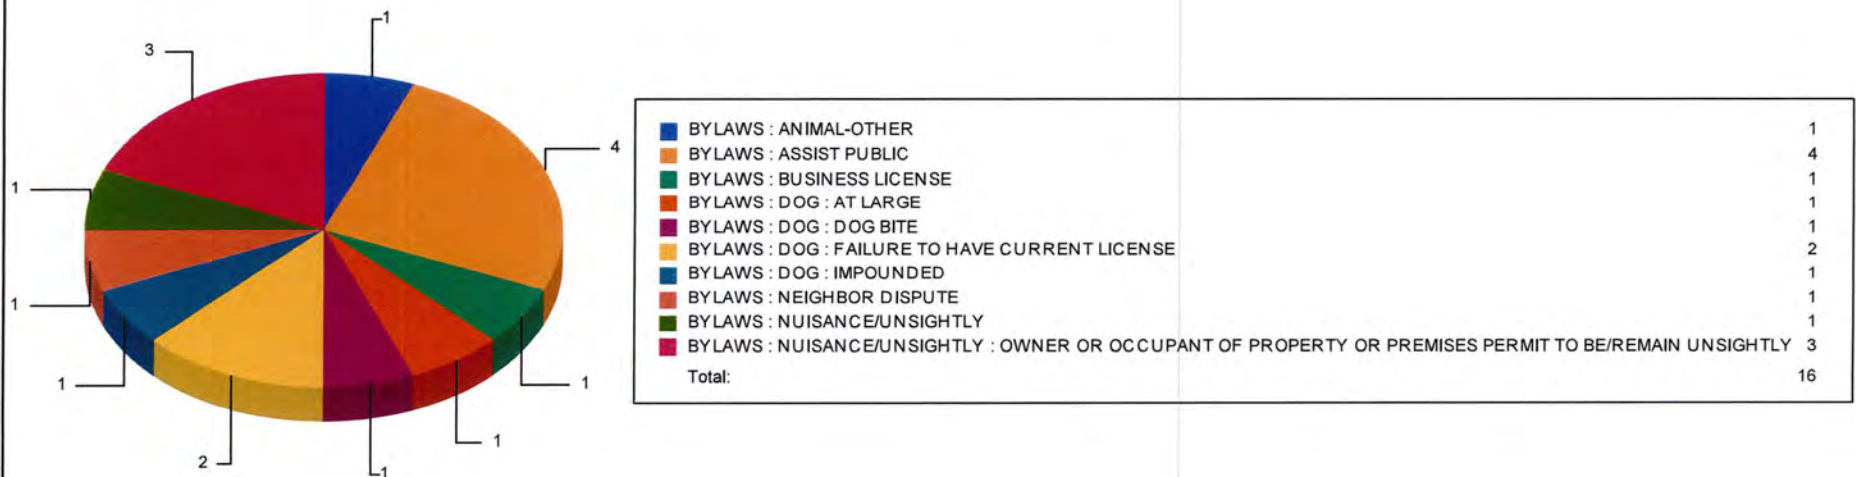 1
3
4
1
1
1
2
1
1
1
BYLAWS : ANIMAL-OTHER 1
BYLAWS : ASSIST PUBLIC 4
BYLAWS : BUSINESS LICENSE 1
BYLAWS : DOG : AT LARGE 1
BYLAWS : DOG : DOG BITE 1
BYLAWS : DOG : FAILURE TO HAVE CURRENT LICENSE 2
BYLAWS : DOG : IMPOUNDED 1
BYLAWS : NEIGHBOR DISPUTE 1
BYLAWS : NUISANCE/UNSIGHTLY 1
BYLAWS : NUISANCE/UNSIGHTLY : OWNER OR OCCUPANT OF PROPERTY OR PREMISES PERMIT TO BE/REMAIN UNSIGHTLY 3
Total: 16